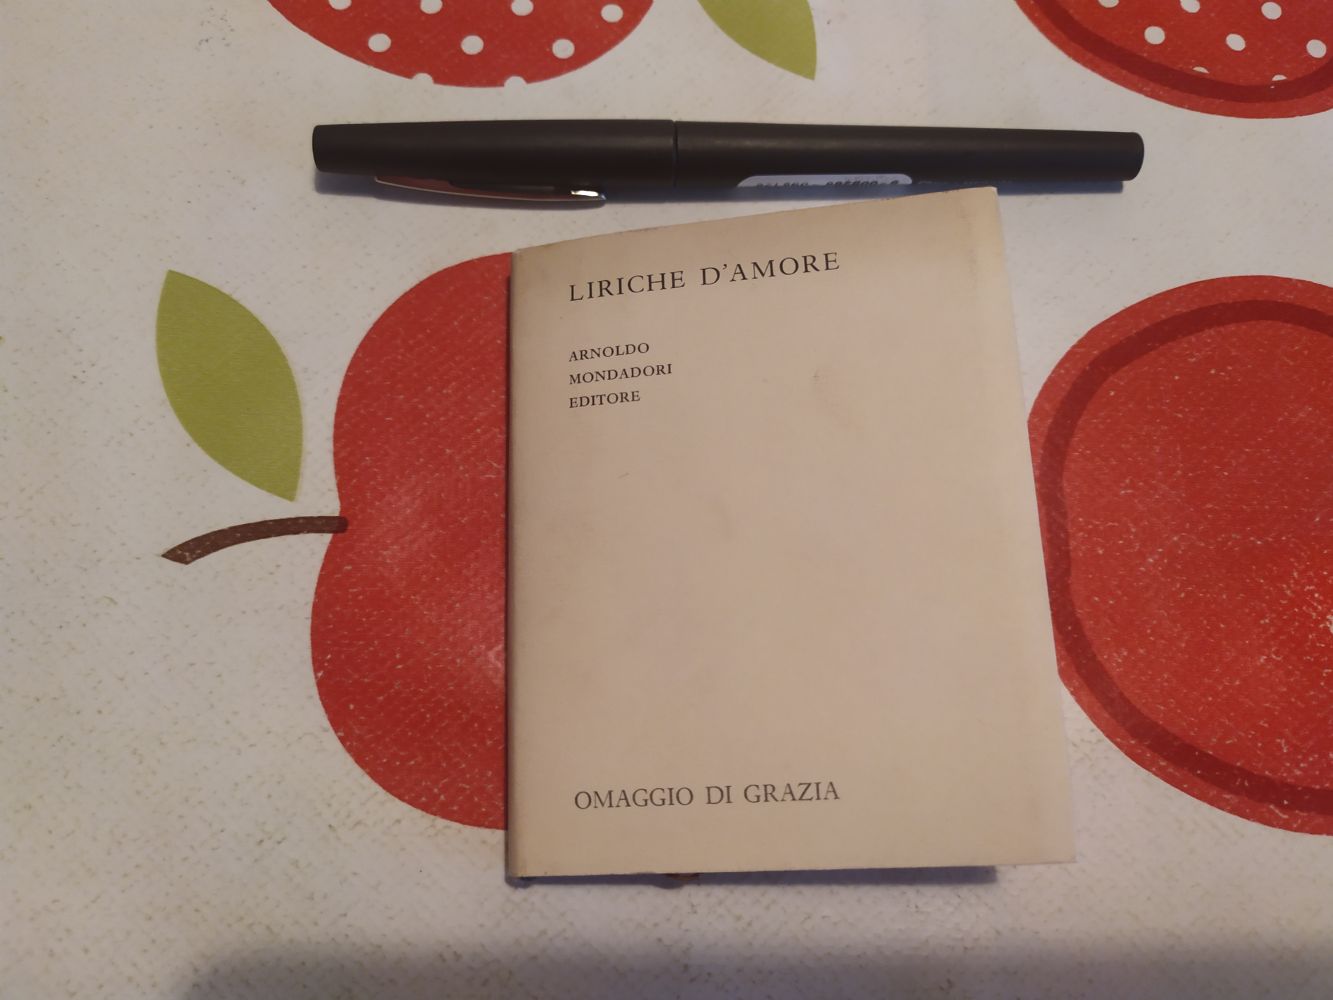 LIRICHE D'AMORE
ARNOLDO
MONDADORI
EDITORE
OMAGGIO DI GRAZIA